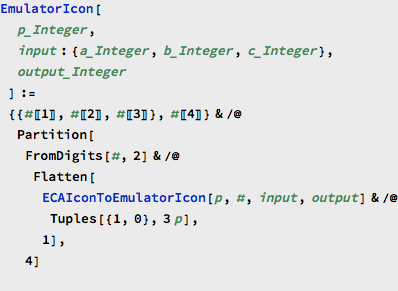 EmulatorIcon[
p_Integer,
input : {a_Integer, b_Integer, c_Integer},
output_Integer
] :=
{{#〚1〛, #〚2〛, #〚3〛}, #〚4〛} & /@
Partition[
FromDigits[#, 2] & /@
Flatten[
ECAIconToEmulatorIcon[p, #, input, output] & /@
Tuples[{1, 0}, 3 p],
1],
4]